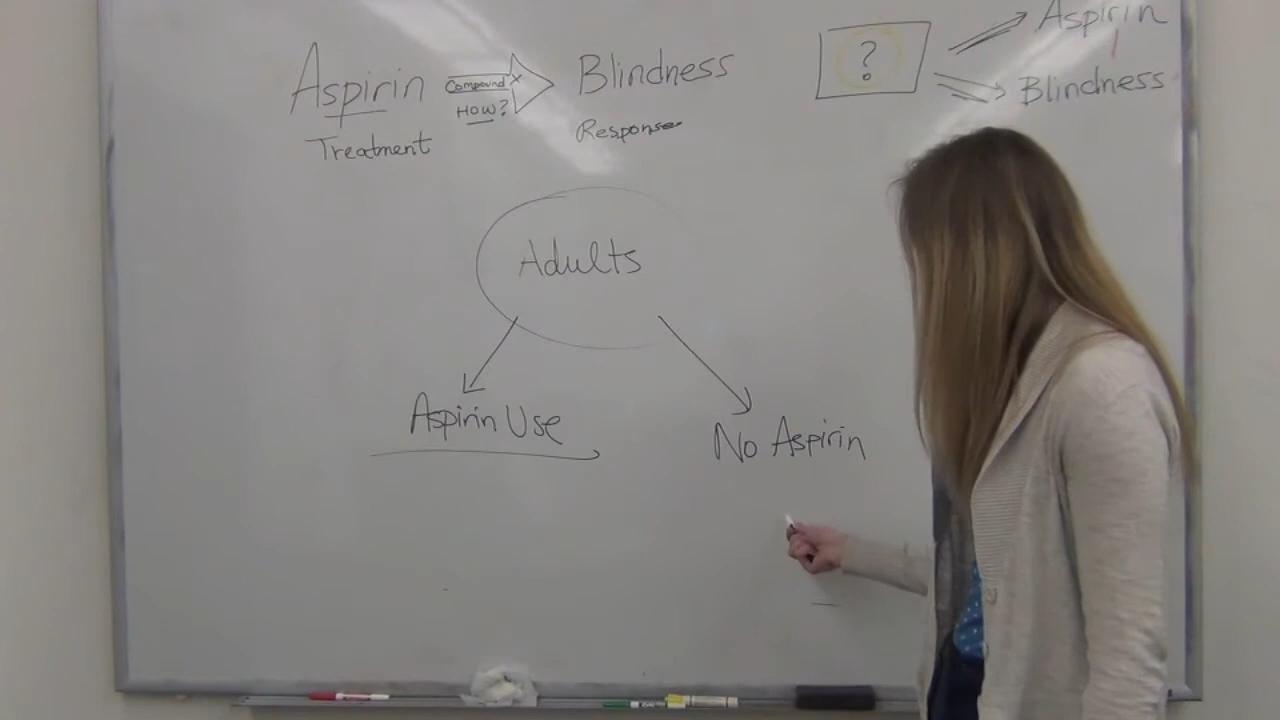 Aspirin
Compound
HOW?
Blindness
Treatment
Response
?
Aspirin
Blindness
Adults
Aspirin Use
No Aspirin